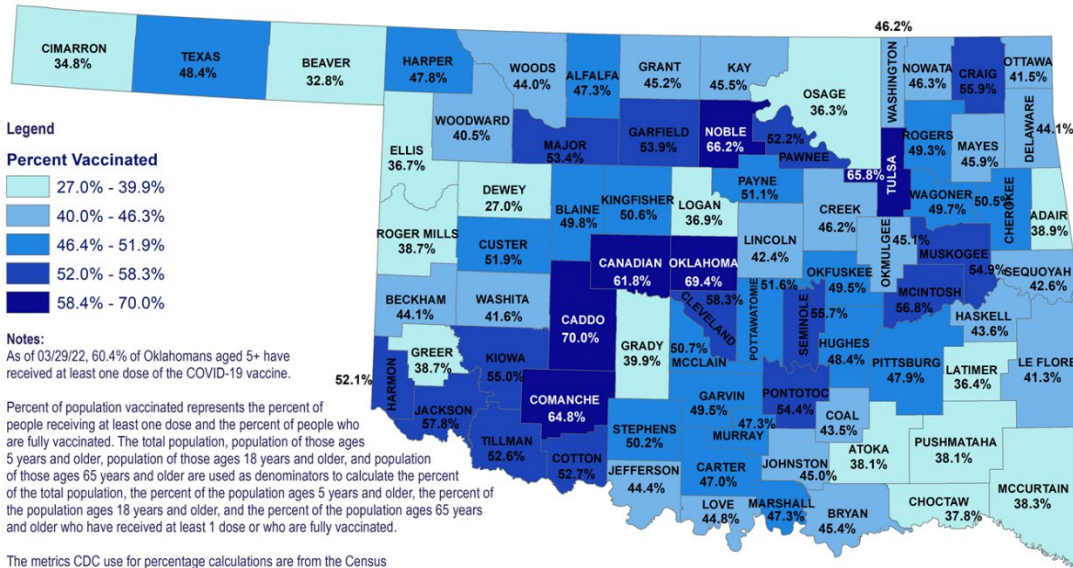 46.2%
CIMARRON
34.8%
TEXAS
48.4%
BEAVER
32.8%
HARPER
47.8%
WOODS
44.0%
ALFALFA
47.3%
GRANT
45.2%
KAY
45.5%
OSAGE
36.3%
WASHINGTON
NOWATA
46.3%
CRAIG
55.9%
OTTAWA
41.5%
DELAWARE
44.1%
WOODWARD
40.5%
ELLIS
36.7%
MAJOR
53.4%
GARFIELD
53.9%
NOBLE
66.2%
52.2%
PAWNEE
65.8%
TULSA
ROGERS
49.3%
MAYES
45.9%
DEWEY
27.0%
BLAINE
49.8%
KINGFISHER
50.6%
LOGAN
36.9%
PAYNE
51.1%
CREEK
46.2%
WAGONER
49.7%
50.5%
CHEROKEE
ADAIR
38.9%
ROGER MILLS
38.7%
CUSTER
51.9%
CANADIAN
61.8%
OKLAHOMA
69.4%
LINCOLN
42.4%
OKMULGEE
45.1%
MUSKOGEE
54.9%
SEQUOYAH
42.6%
BECKHAM
44.1%
WASHITA
41.6%
CADDO
70.0%
GRADY
39.9%
58.3%
CLEVELAND
51.6%
POTTAWATOMIE
SEMINOLE
55.7%
OKFUSKEE
49.5%
MCINTOSH
56.8%
HASKELL
43.6%
LE FLORE
41.3%
GREER
38.7%
KIOWA
55.0%
50.7%
MCCLAIN
HUGHES
48.4%
PITTSBURG
47.9%
LATIMER
36.4%
52.1%
HARMON
JACKSON
57.8%
TILLMAN
52.6%
COMANCHE
64.8%
COTTON
52.7%
STEPHENS
50.2%
GARVIN
49.5%
PONTOTOC
54.4%
47.3%
MURRAY
COAL
43.5%
ATOKA
38.1%
PUSHMATAHA
38.1%
MCCURTAIN
38.3%
JEFFERSON
44.4%
CARTER
47.0%
JOHNSTON
45.0%
LOVE
44.8%
MARSHALL
47.3%
BRYAN
45.4%
CHOCTAW
37.8%
Legend
Percent Vaccinated
27.0% - 39.9%
40.0% - 46.3%
46.4% - 51.9%
52.0% - 58.3%
58.4% - 70.0%
Notes:
As of 03/29/22, 60.4% of Oklahomans aged 5+ have
received at least one dose of the COVID-19 vaccine.
Percent of population vaccinated represents the percent of
people receiving at least one dose and the percent of people who
are fully vaccinated. The total population, population of those ages
5 years and older, population of those ages 18 years and older, and population
of those ages 65 years and older are used as denominators to calculate the percent
of the total population, the percent of the population ages 5 years and older, the percent of
the population ages 18 years and older, and the percent of the population ages 65 years
and older who have received at least 1 dose or who are fully vaccinated.
The metrics CDC use for percentage calculations are from the Census